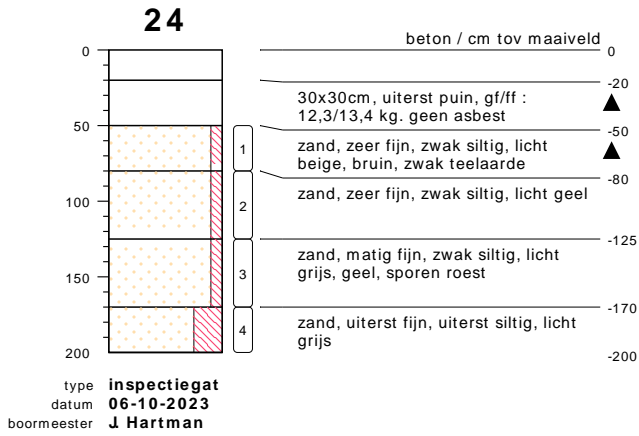 24
beton / cm tov maaiveld
0
0
-20
30x30cm, uiterst puin, gf/ff :
12,3/13,4 kg. geen asbest
50
-50
1
zand, zeer fijn, zwak siltig, licht
beige, bruin, zwak teelaarde
-80
100
2
zand, zeer fijn, zwak siltig, licht geel
-125
150
3
zand, matig fijn, zwak siltig, licht
grijs, geel, sporen roest
-170
4
zand, uiterst fijn, uiterst siltig, licht
grijs
200
-200
type inspectiegat
datum 06-10-2023
boormeester J Hartman